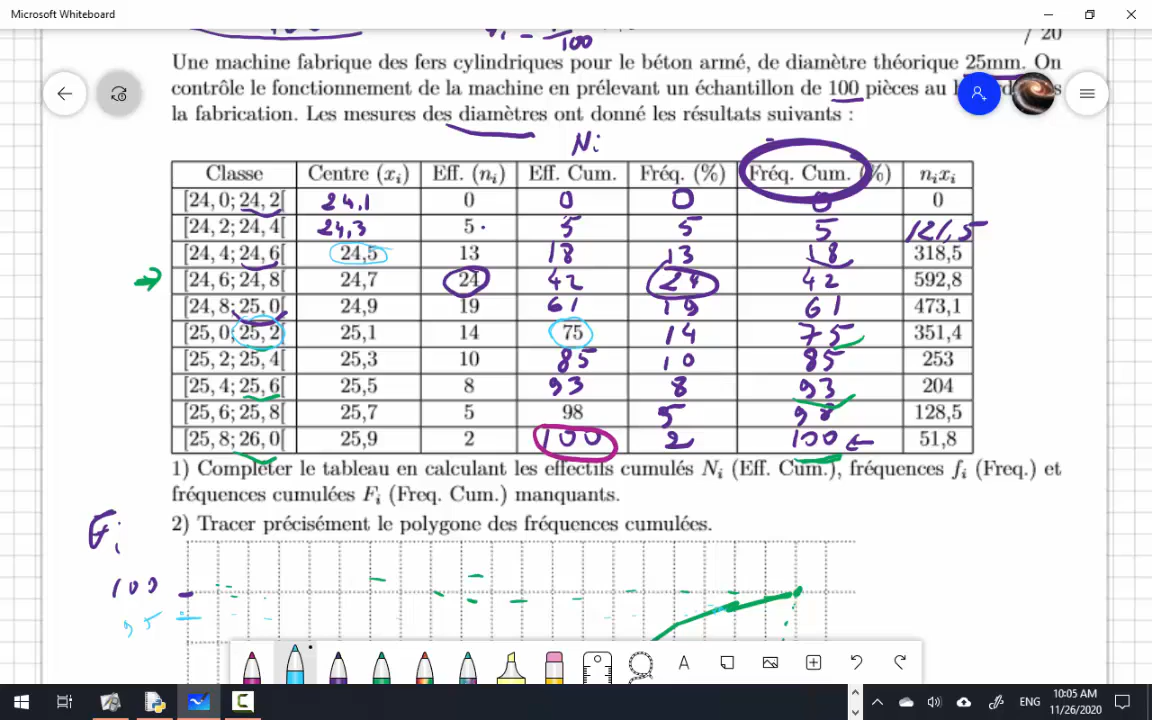 Microsoft Whiteboard
/ 20
100
Une machine fabrique des fers cylindriques pour le béton armé, de diamètre théorique 25mm. On
contrôle le fonctionnement de la machine en prélevant un échantillon de 100 pièces au
la fabrication. Les mesures des diamètres ont donné les résultats suivants :
Ni
Classe Centre (xi) Eff. (ni) Eff. Cum. Fréq. (%) Fréq. Cum. (%) nixi
[24, 0; 24, 2[ 24,1 0 0 0 0 0
[24, 2; 24, 4[ 24,3 5 5 5 5 121,5
[24, 4; 24, 6[ 24,5 13 18 13 18 318,5
[24, 6; 24, 8[ 24,7 24 42 24 42 592,8
[24, 8; 25, 0[ 24,9 19 61 19 61 473,1
[25, 0; 25, 2[ 25,1 14 75 14 75 351,4
[25, 2; 25, 4[ 25,3 10 85 10 85 253
[25, 4; 25, 6[ 25,5 8 93 8 93 204
[25, 6; 25, 8[ 25,7 5 98 5 98 128,5
[25, 8; 26, 0[ 25,9 2 100 2 100 51,8
1) Compléter le tableau en calculant les effectifs cumulés Ni (Eff. Cum.), fréquences fi (Freq.) et
fréquences cumulées Fi (Freq. Cum.) manquants.
2) Tracer précisément le polygone des fréquences cumulées.
Fi
100
95
A
ENG
10:05 AM
11/26/2020